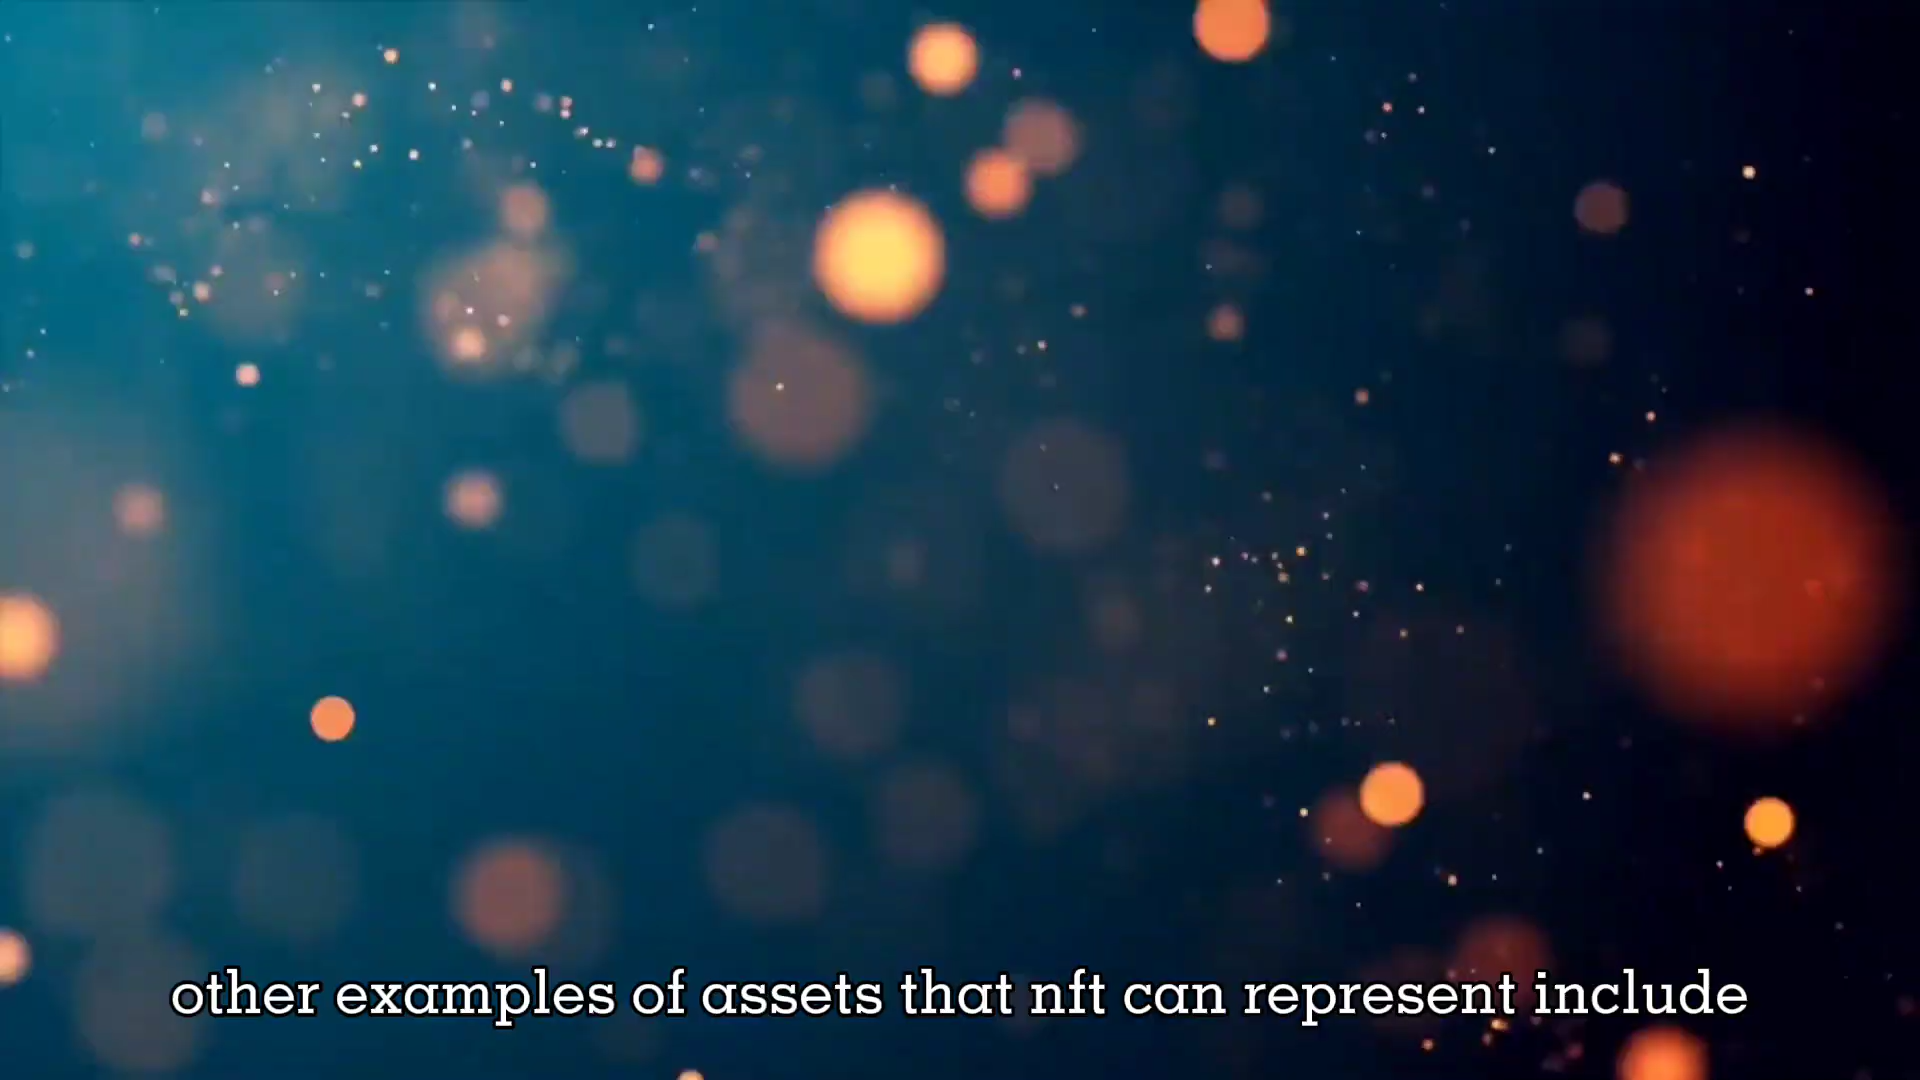 other examples of assets that nft can represent include